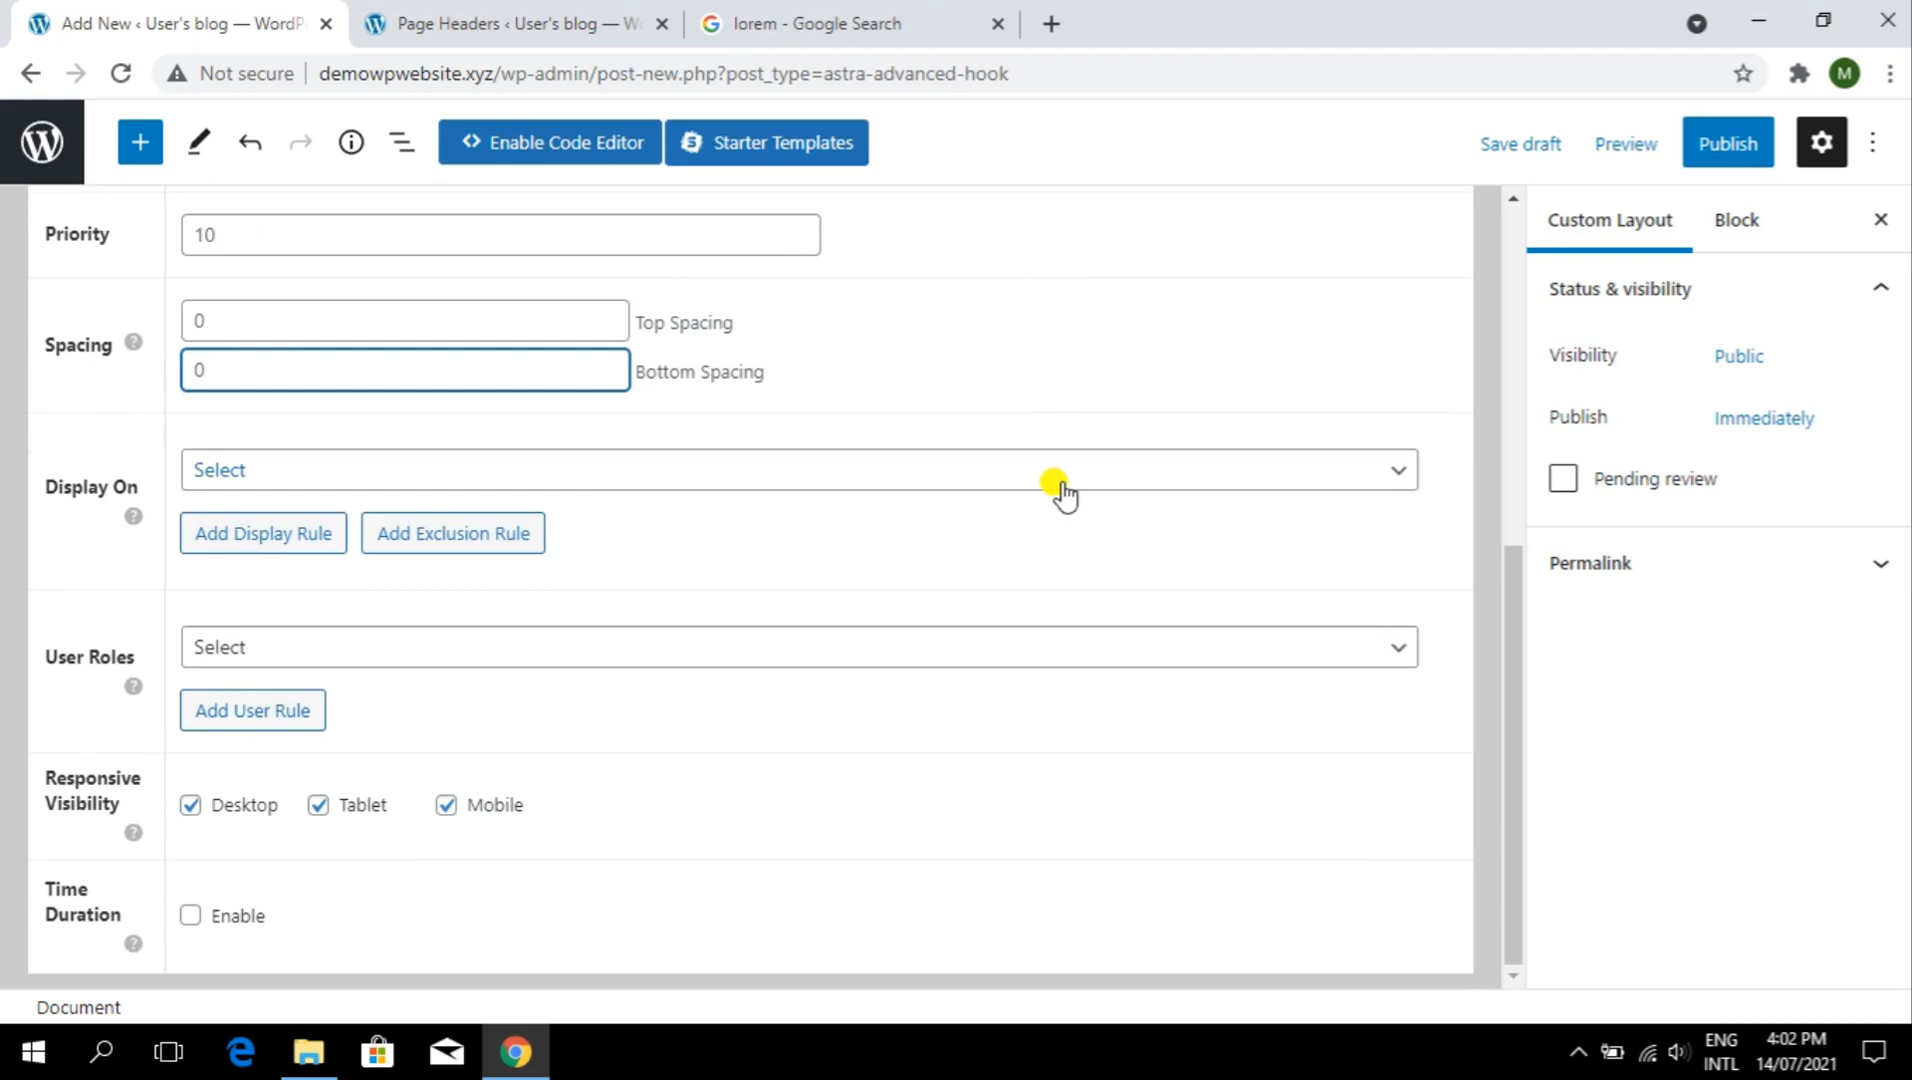 Add New ‹ User's blog — WordP
Page Headers ‹ User's blog — W
lorem - Google Search
Not secure
demowpwebsite.xyz/wp-admin/post-new.php?post_type=astra-advanced-hook
M
Enable Code Editor
Starter Templates
Save draft
Preview
Publish
Priority
10
Spacing
0
Top Spacing
0
Bottom Spacing
Display On
Select
Add Display Rule
Add Exclusion Rule
User Roles
Select
Add User Rule
Responsive
Visibility
Desktop
Tablet
Mobile
Time
Duration
Enable
Custom Layout
Block
Status & visibility
Visibility
Public
Publish
Immediately
Pending review
Permalink
Document
ENG
INTL
4:02 PM
14/07/2021